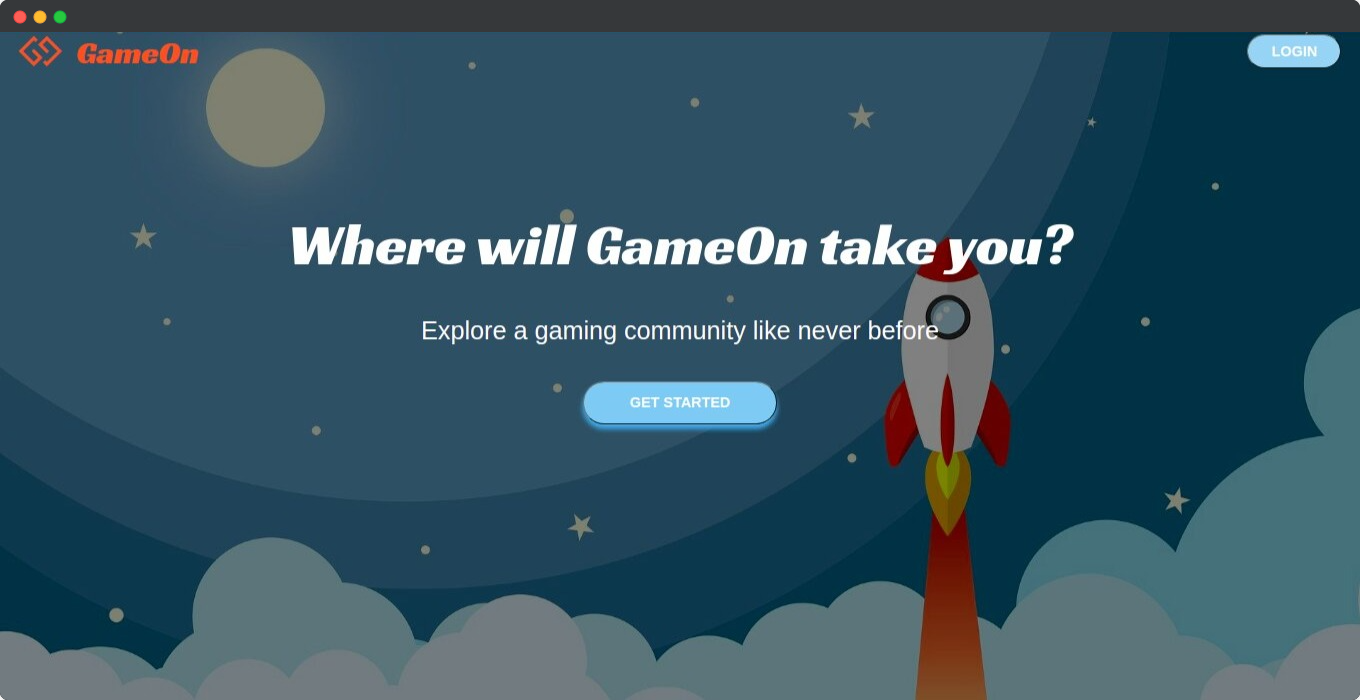 GameOn
LOGIN
Where will GameOn take you?
Explore a gaming community like never before
GET STARTED